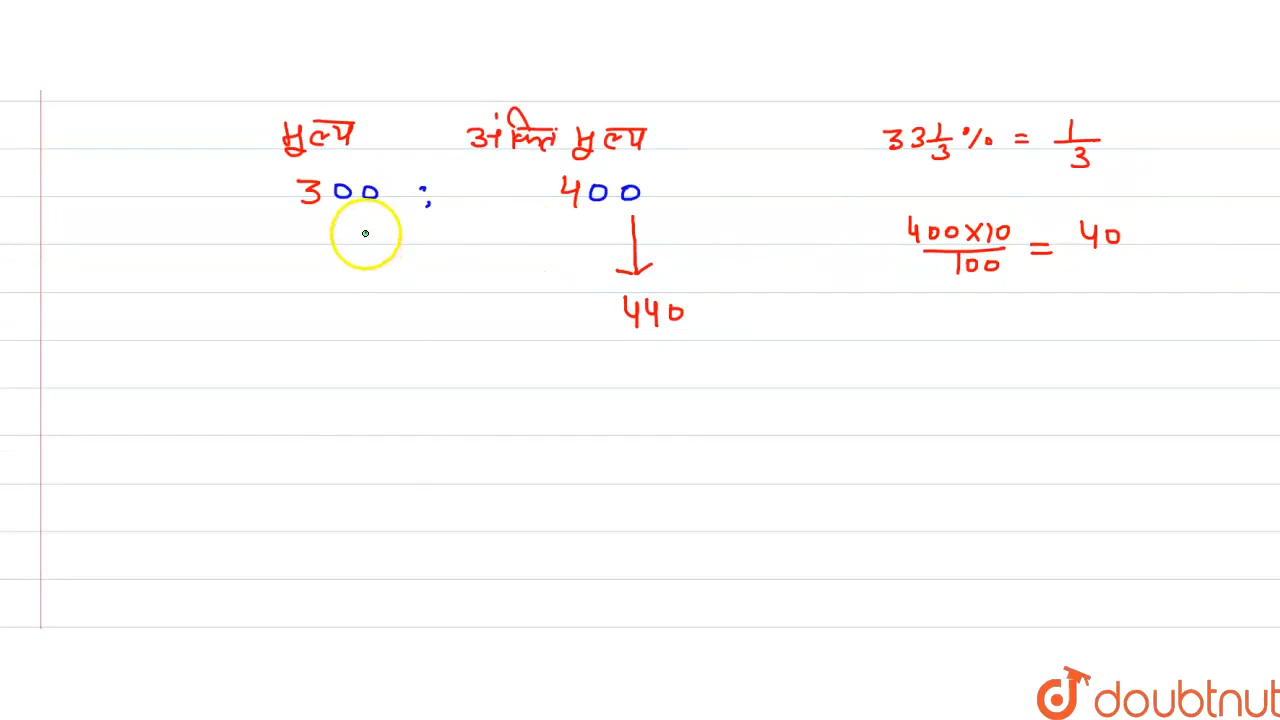 मुल्य अंकित मुल्य 33 1/3 % = 1/3
300 : 400
400×10/100 = 40
440
doubtnut